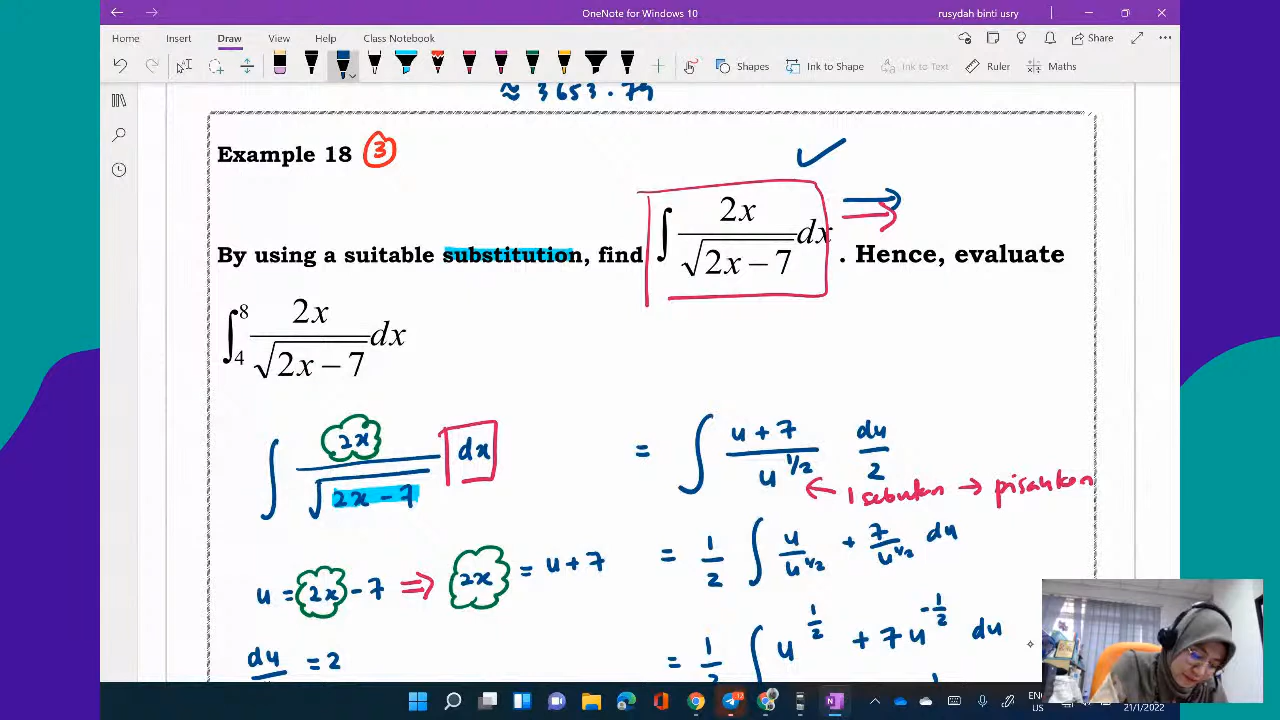 OneNote for Windows 10
rusydah binti usry
Home Insert Draw View Help Class Notebook
Share
Shapes Ink to Shape Ink to Text Ruler Maths
≈ 3653.79
Example 18 ③
By using a suitable substitution, find ∫ 2x/√(2x − 7) dx . Hence, evaluate
∫₄⁸ 2x/√(2x − 7) dx
∫ 2x/√(2x − 7) dx
= ∫ (u + 7)/u^(1/2) du/2
← 1 sebutan → pisahkan
= 1/2 ∫ u/u^(1/2) + 7/u^(1/2) du
u = 2x − 7 ⇒ 2x = u + 7
= 1/2 ∫ u^(1/2) + 7u^(-1/2) du
du = 2
12
21/1/2022